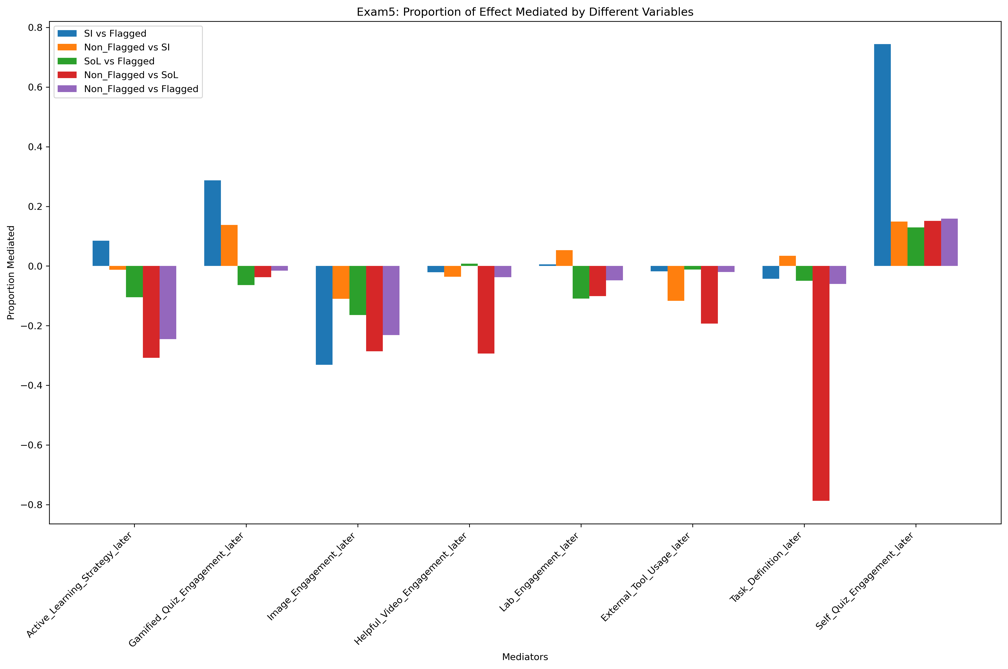 Exam5: Proportion of Effect Mediated by Different Variables
SI vs Flagged
Non_Flagged vs SI
SoL vs Flagged
Non_Flagged vs SoL
Non_Flagged vs Flagged
Proportion Mediated
0.8
0.6
0.4
0.2
0.0
−0.2
−0.4
−0.6
−0.8
Active_Learning_Strategy_later
Gamified_Quiz_Engagement_later
Image_Engagement_later
Helpful_Video_Engagement_later
Lab_Engagement_later
External_Tool_Usage_later
Task_Definition_later
Self_Quiz_Engagement_later
Mediators